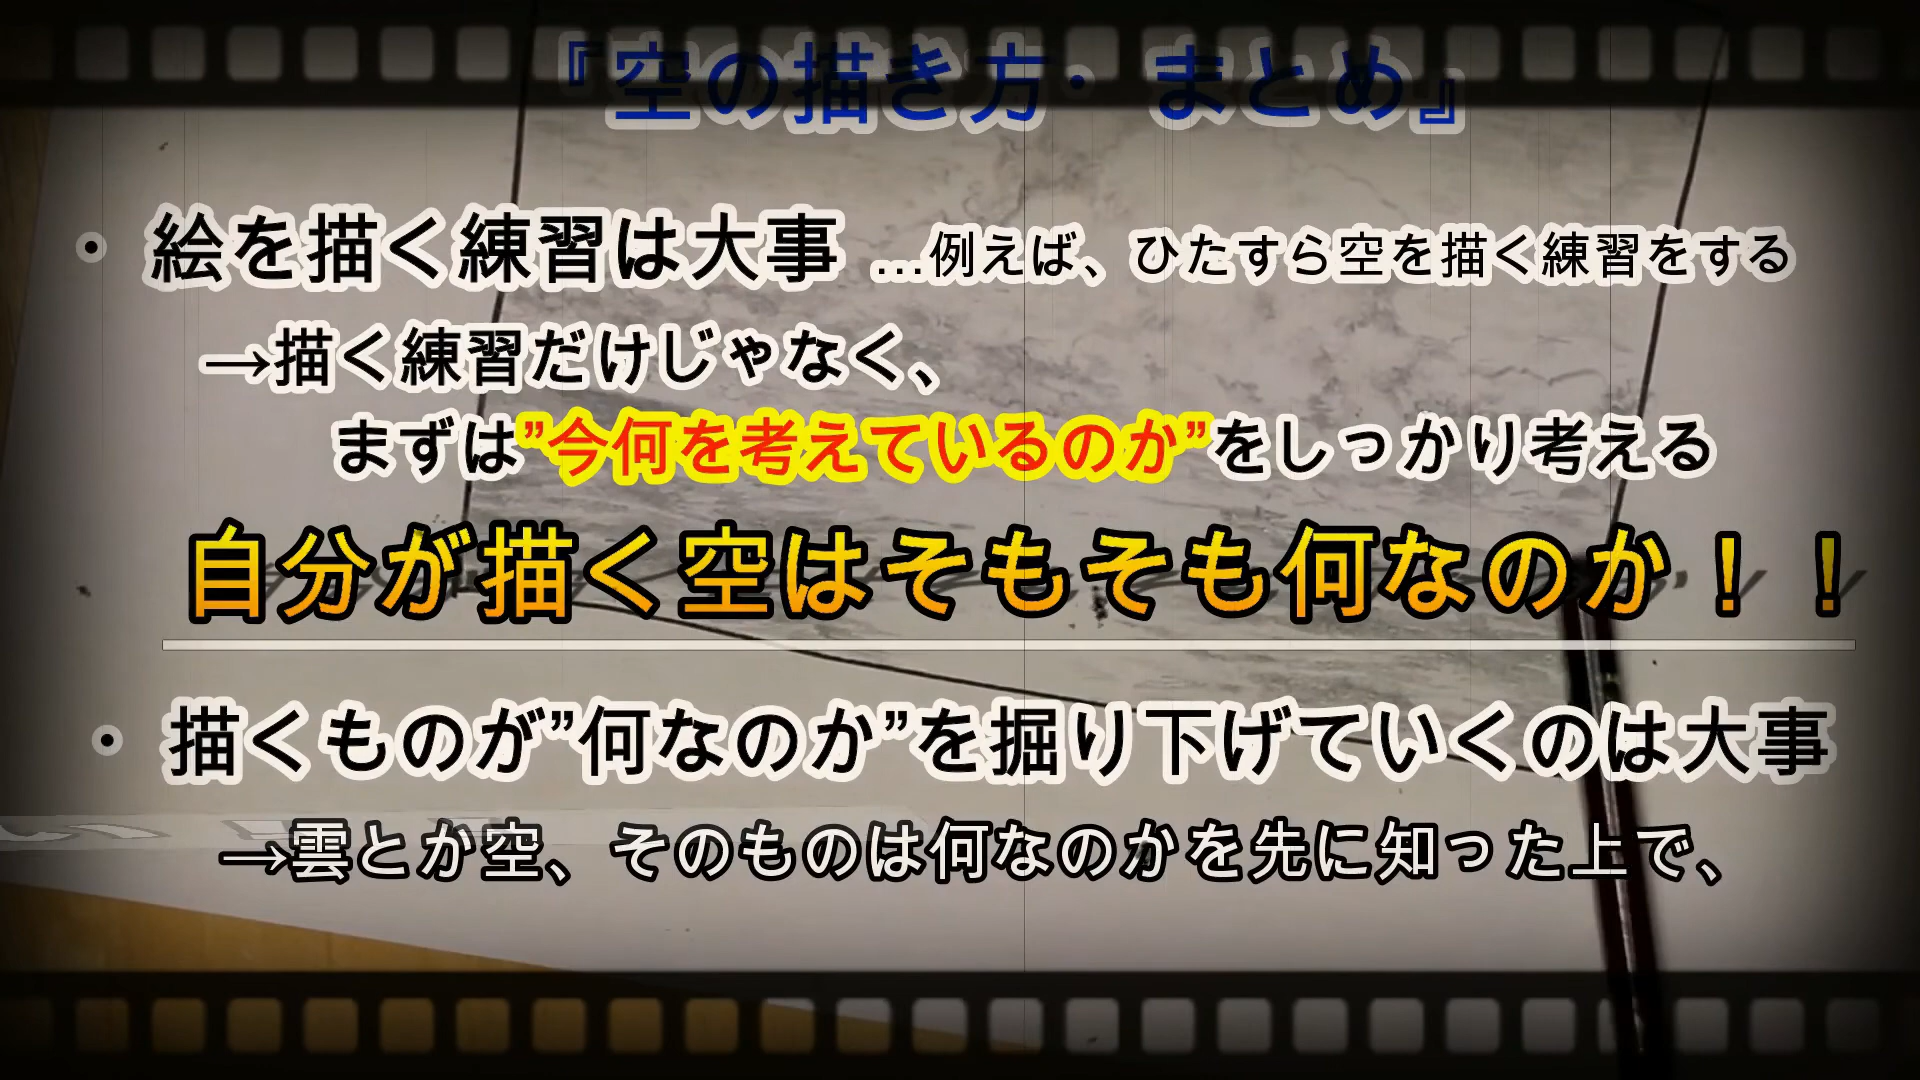 『空の描き方・まとめ』
・絵を描く練習は大事 …例えば、ひたすら空を描く練習をする
→描く練習だけじゃなく、
まずは”今何を考えているのか”をしっかり考える
自分が描く空はそもそも何なのか！！
・描くものが”何なのか”を掘り下げていくのは大事
→雲とか空、そのものは何なのかを先に知った上で、